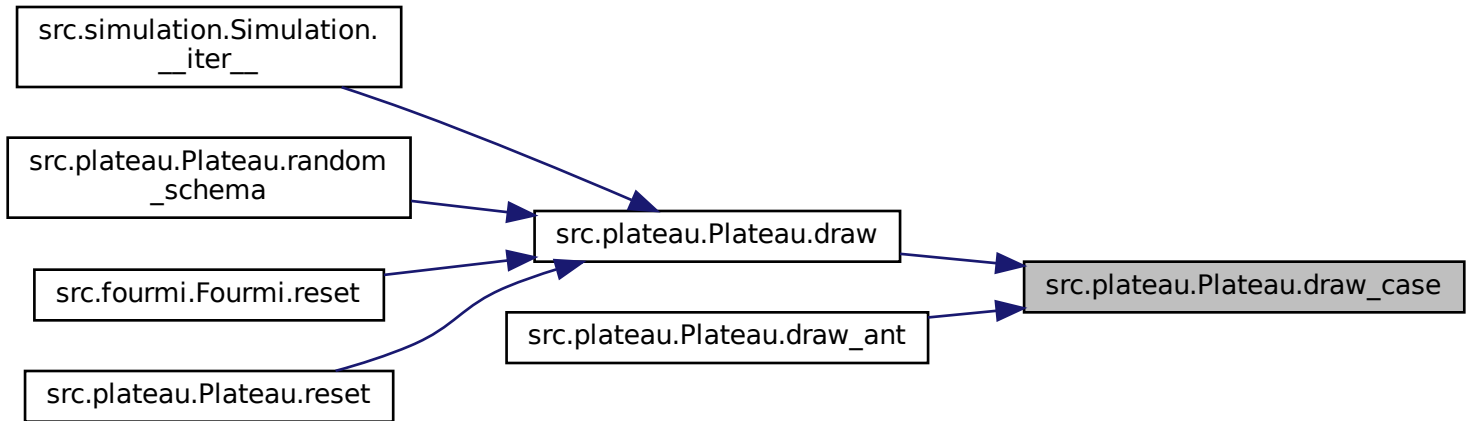 src.simulation.Simulation.
__iter__
src.plateau.Plateau.random
_schema
src.plateau.Plateau.draw
src.plateau.Plateau.draw_case
src.fourmi.Fourmi.reset
src.plateau.Plateau.draw_ant
src.plateau.Plateau.reset